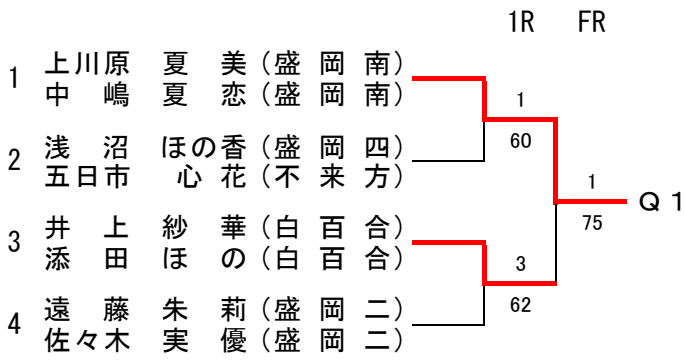 1R FR
1 上川原 夏 美(盛 岡 南)
中 嶋 夏 恋(盛 岡 南)
1
60
2 浅 沼 ほの香(盛 岡 四)
五日市 心 花(不 来 方)
1
75
Q 1
3 井 上 紗 華(白 百 合)
添 田 ほ の(白 百 合)
3
62
4 遠 藤 朱 莉(盛 岡 二)
佐々木 実 優(盛 岡 二)